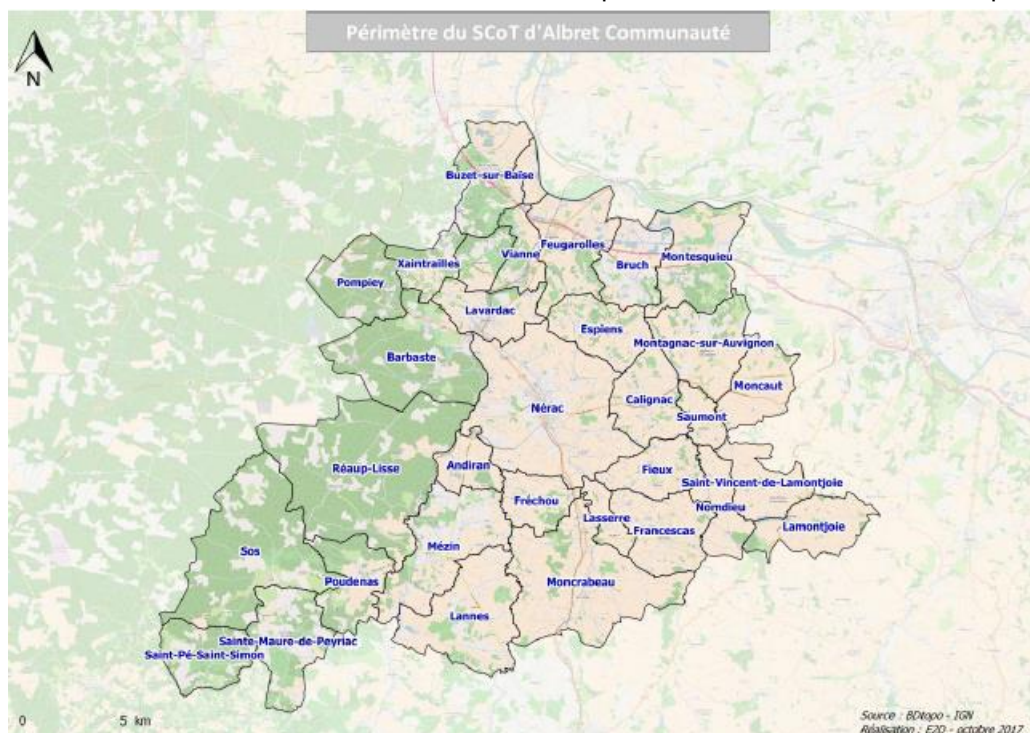 Périmètre du SCoT d'Albret Communauté
N
Buzet-sur-Baïse
Feugarolles
Vianne
Xaintrailles
Bruch
Montesquieu
Pompiey
Lavardac
Espiens
Montagnac-sur-Auvignon
Barbaste
Moncaut
Calignac
Nérac
Saumont
Réaup-Lisse
Andiran
Fieux
Saint-Vincent-de-Lamontjoie
Fréchou
Nomdieu
Lasserre
Francescas
Lamontjoie
Mézin
Sos
Poudenas
Moncrabeau
Lannes
Sainte-Maure-de-Peyriac
Saint-Pé-Saint-Simon
0 5 km
Source : BDtopo - IGN
Réalisation : E2D - octobre 2017